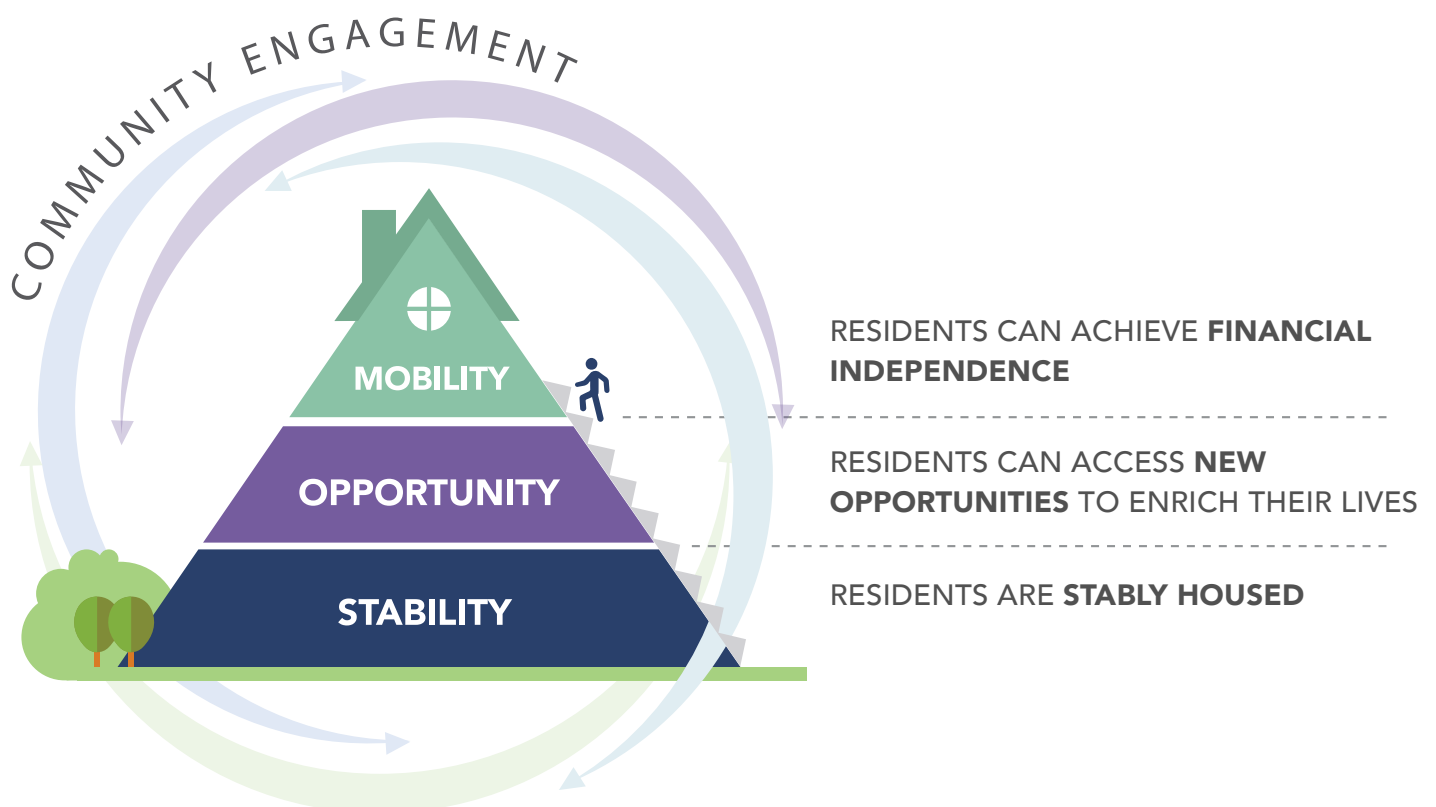 COMMUNITY ENGAGEMENT
MOBILITY
OPPORTUNITY
STABILITY
RESIDENTS CAN ACHIEVE FINANCIAL
INDEPENDENCE
RESIDENTS CAN ACCESS NEW
OPPORTUNITIES TO ENRICH THEIR LIVES
RESIDENTS ARE STABLY HOUSED